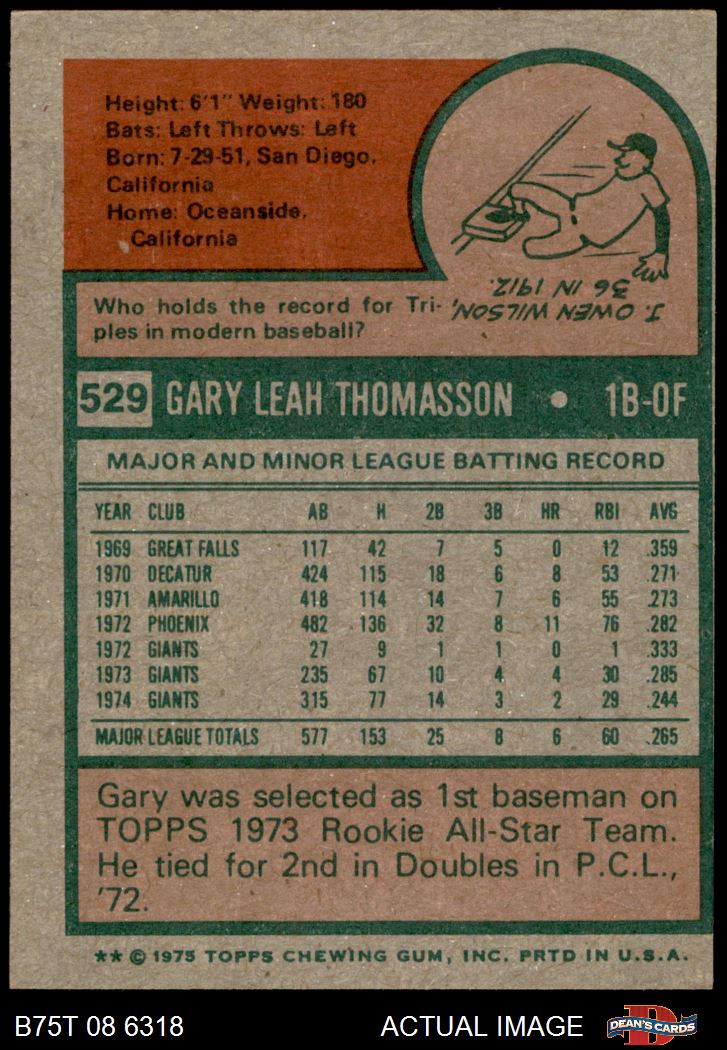 Height: 6'1" Weight: 180
Bats: Left Throws: Left
Born: 7-29-51, San Diego,
California
Home: Oceanside,
California
Who holds the record for Tri-
ples in modern baseball?
J. OWEN WILSON,
36 IN 1912.
529 GARY LEAH THOMASSON • 1B-OF
MAJOR AND MINOR LEAGUE BATTING RECORD
YEAR CLUB AB H 2B 3B HR RBI AVG
1969 GREAT FALLS 117 42 7 5 0 12 .359
1970 DECATUR 424 115 18 6 8 53 .271
1971 AMARILLO 418 114 14 7 6 55 .273
1972 PHOENIX 482 136 32 8 11 76 .282
1972 GIANTS 27 9 1 1 0 1 .333
1973 GIANTS 235 67 10 4 4 30 .285
1974 GIANTS 315 77 14 3 2 29 .244
MAJOR LEAGUE TOTALS 577 153 25 8 6 60 .265
Gary was selected as 1st baseman on
TOPPS 1973 Rookie All-Star Team.
He tied for 2nd in Doubles in P.C.L.,
'72.
** © 1975 TOPPS CHEWING GUM, INC. PRTD IN U.S.A.
B75T 08 6318 ACTUAL IMAGE D DEAN'S CARDS